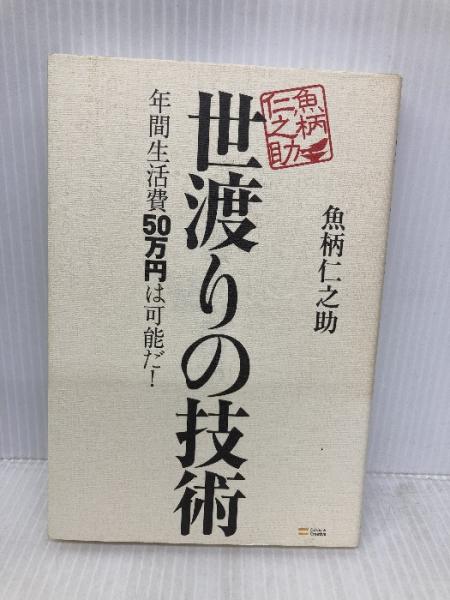 魚柄
仁之助
魚柄仁之助
世渡りの技術
年間生活費50万円は可能だ!